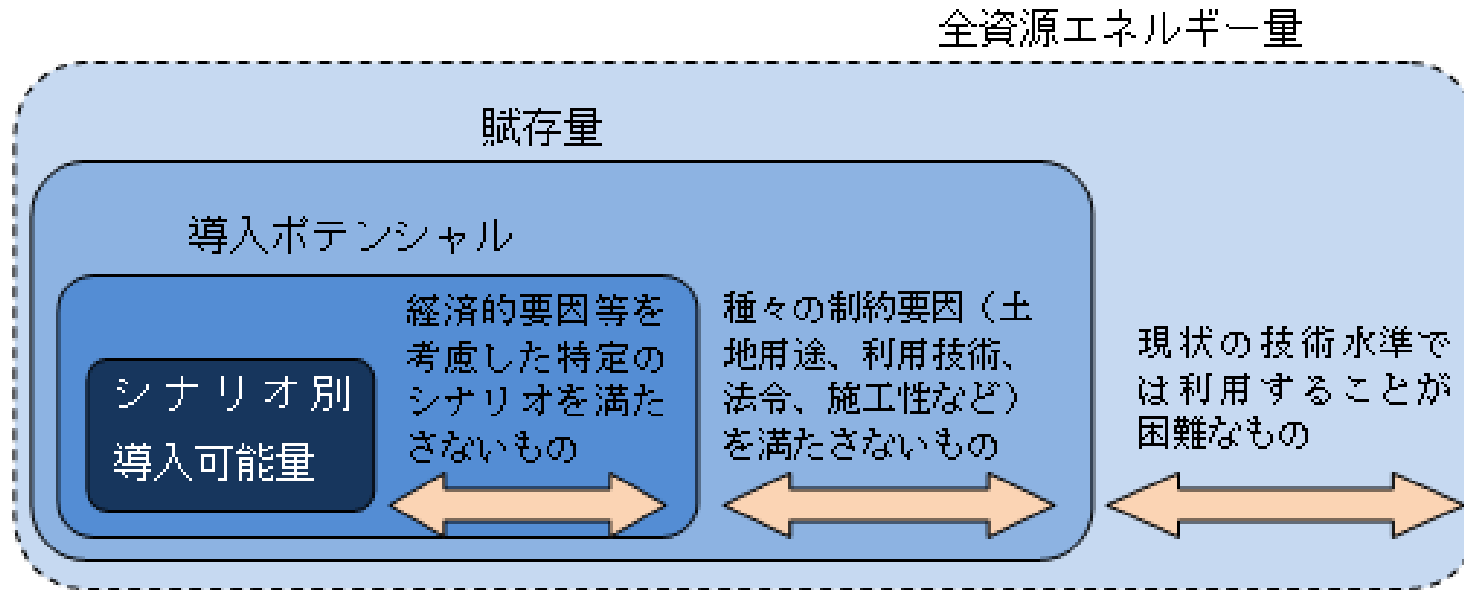 全資源エネルギー量
賦存量
導入ポテンシャル
シナリオ別
導入可能量
経済的要因等を
考慮した特定の
シナリオを満た
さないもの
種々の制約要因（土
地用途、利用技術、
法令、施工性など）
を満たさないもの
現状の技術水準で
は利用することが
困難なもの